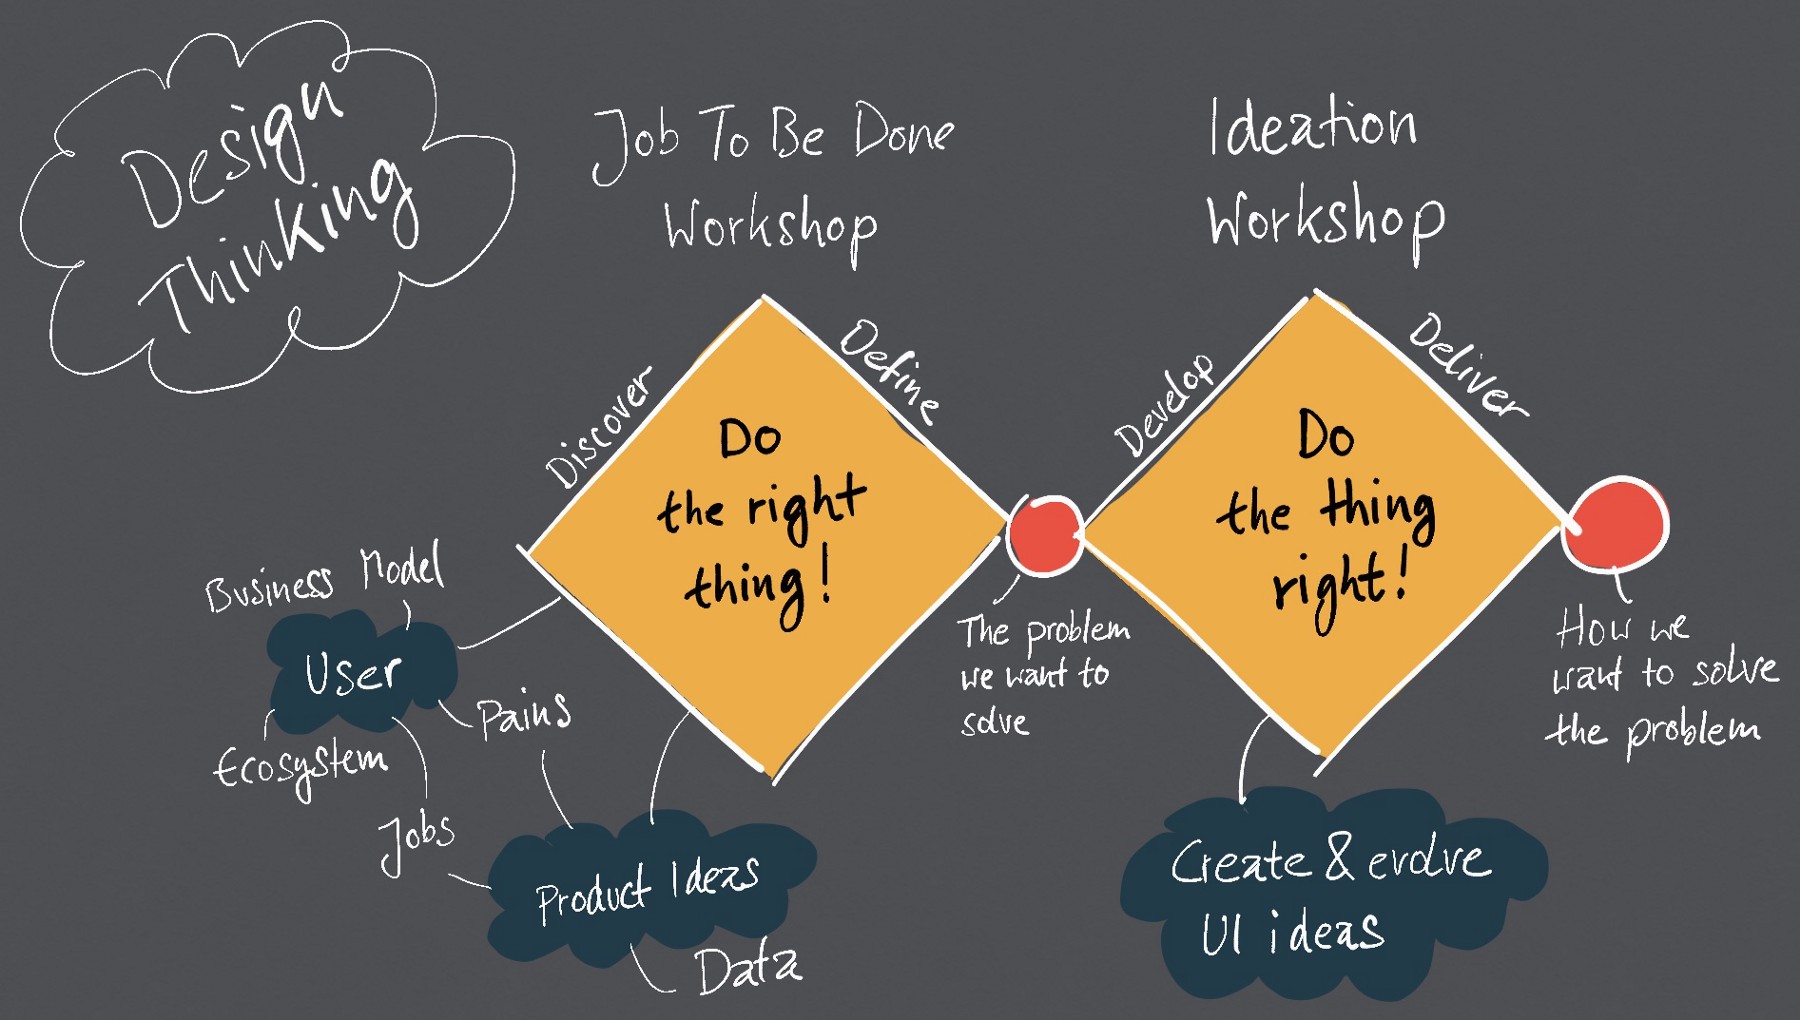 Design
Thinking
Job To Be Done
Workshop
Ideation
Workshop
Discover
Define
Do
the right
thing!
Develop
Deliver
Do
the thing
right!
The problem
we want to
solve
How we
want to solve
the problem
Business Model
User
Pains
Ecosystem
Jobs
Product Ideas
Data
Create & evolve
UI ideas